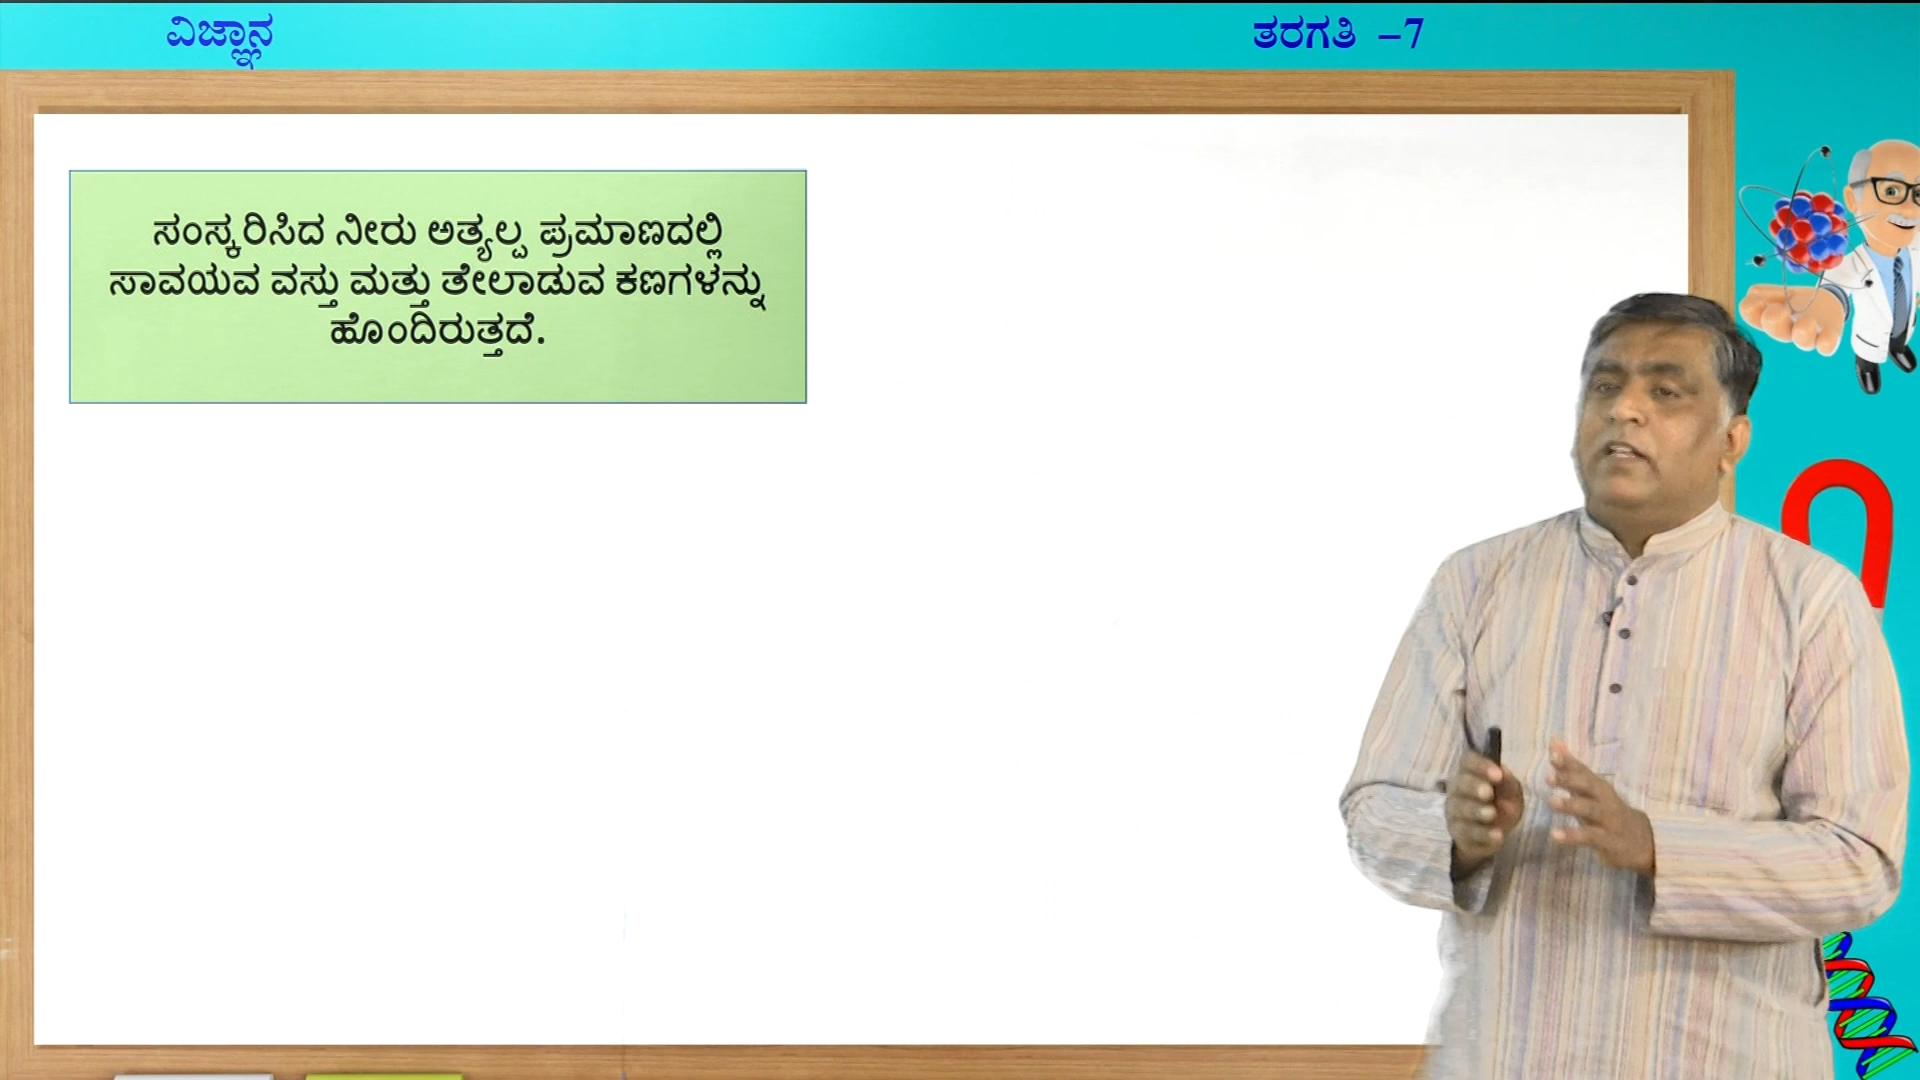 ವಿಜ್ಞಾನ
ತರಗತಿ –7
ಸಂಸ್ಕರಿಸಿದ ನೀರು ಅತ್ಯಲ್ಪ ಪ್ರಮಾಣದಲ್ಲಿ
ಸಾವಯವ ವಸ್ತು ಮತ್ತು ತೇಲಾಡುವ ಕಣಗಳನ್ನು
ಹೊಂದಿರುತ್ತದೆ.